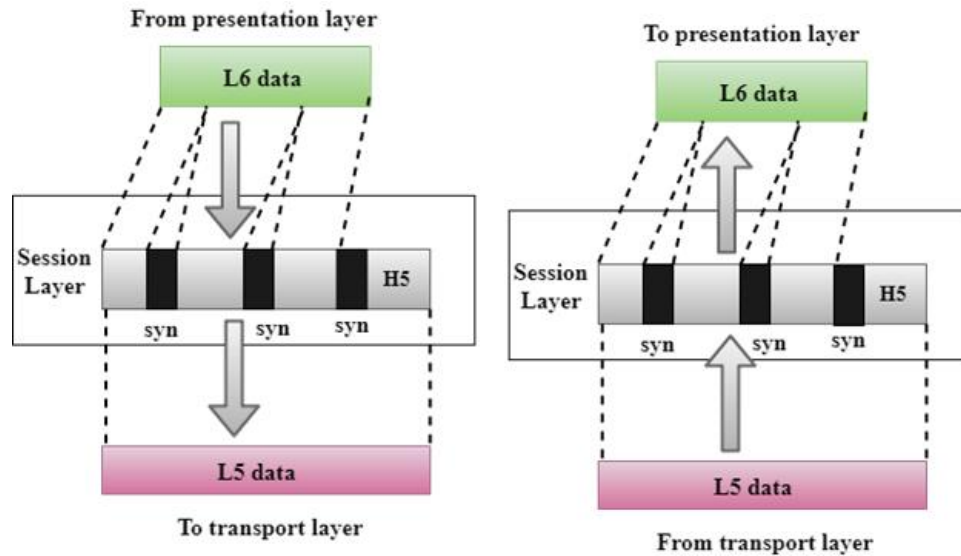 From presentation layer
L6 data
Session
Layer
H5
syn syn syn
L5 data
To transport layer
To presentation layer
L6 data
Session
Layer
H5
syn syn syn
L5 data
From transport layer